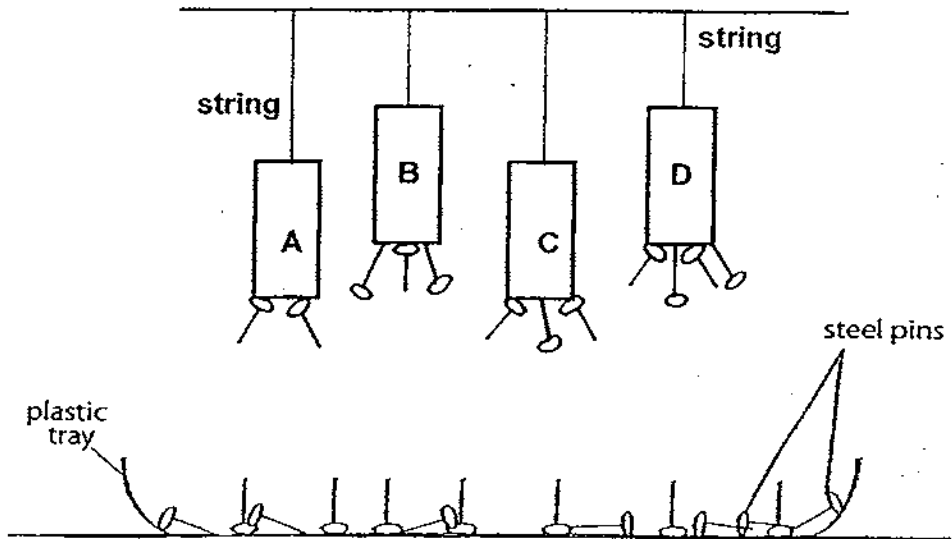 string
string
B
D
A
C
steel pins
plastic
tray